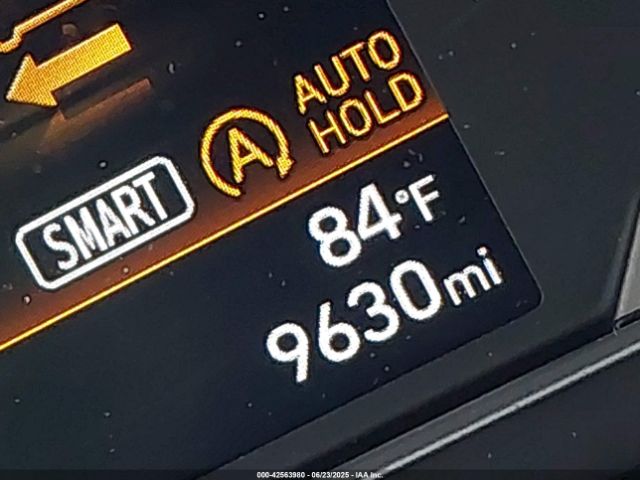 AUTO
HOLD
A
SMART
84°F
9630mi
000-42563980 - 06/23/2025 - IAA Inc.